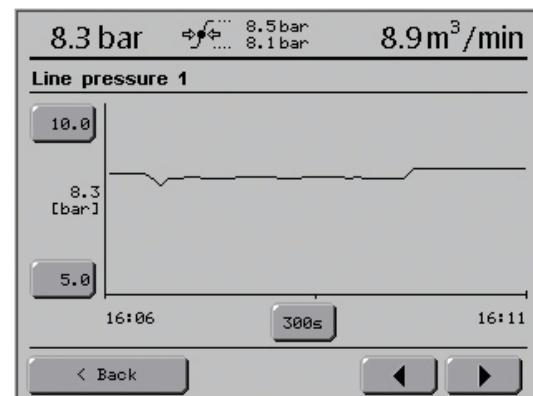 8.3 bar 8.5 bar 8.9 m³/min
8.1 bar
Line pressure 1
10.0
8.3
[bar]
5.0
16:06 300s 16:11
< Back